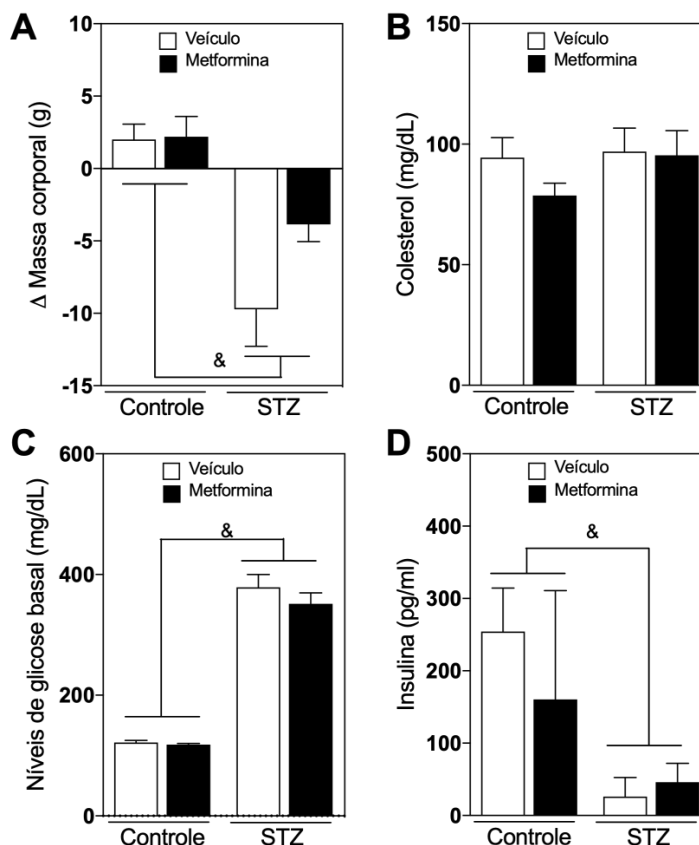 A
Δ Massa corporal (g)
10
5
0
-5
-10
-15
Veículo
Metformina
&
Controle
STZ
B
Colesterol (mg/dL)
150
100
50
0
Veículo
Metformina
Controle
STZ
C
Níveis de glicose basal (mg/dL)
600
400
200
0
Veículo
Metformina
&
Controle
STZ
D
Insulina (pg/ml)
500
400
300
200
100
0
Veículo
Metformina
&
Controle
STZ